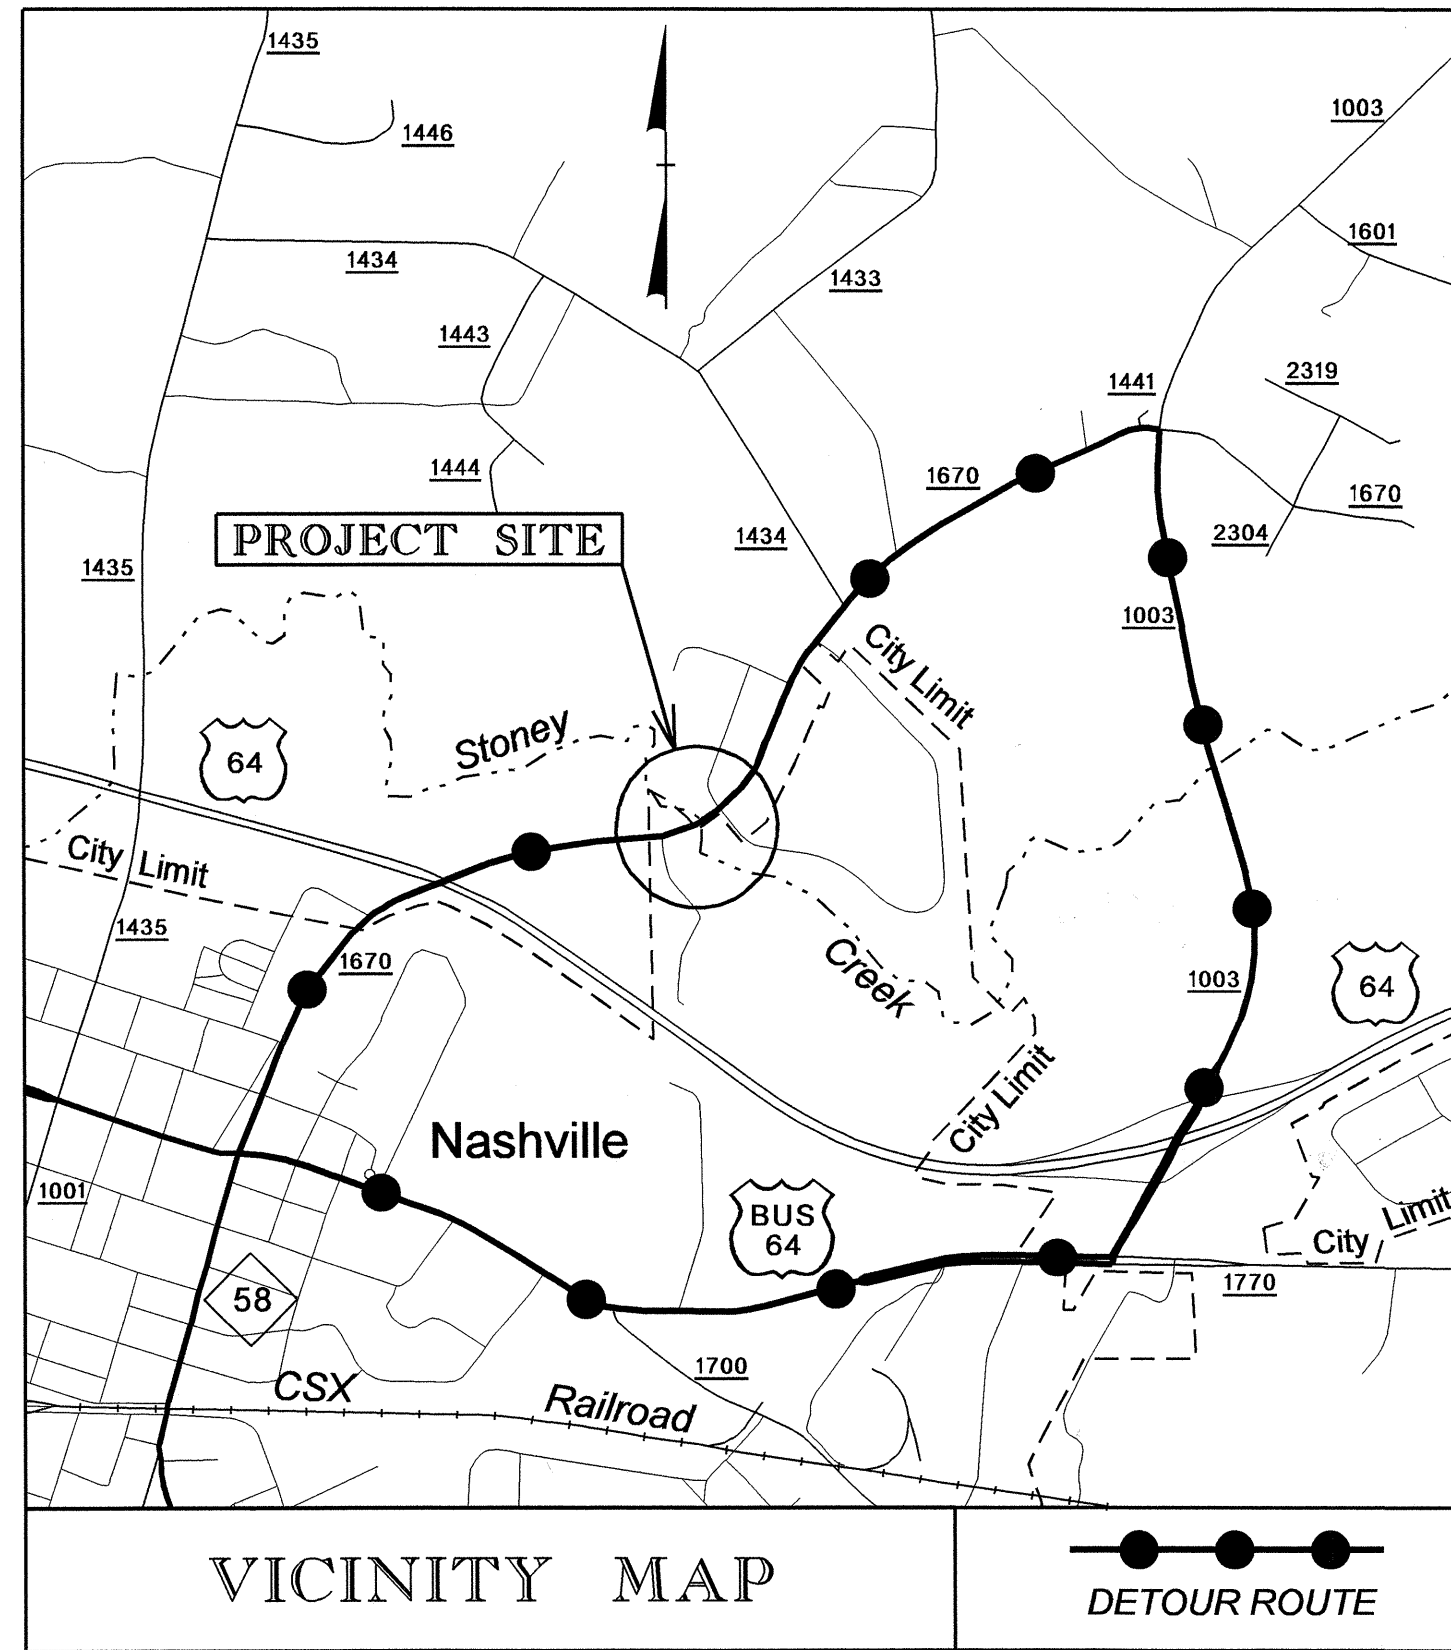 1435
1003
1446
1601
1434
1433
1443
2319
1441
1444
1670
1670
PROJECT SITE
1434
2304
1435
1003
City Limit
Stoney
64
City Limit
1435
1670
Creek
1003
64
City Limit
Nashville
1001
BUS
64
City Limit
58
1770
1700
CSX Railroad
VICINITY MAP
DETOUR ROUTE